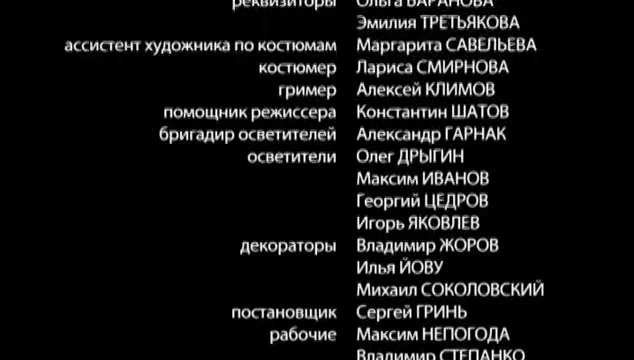 реквизиторы Ольга БАРАНОВА
Эмилия ТРЕТЬЯКОВА
ассистент художника по костюмам Маргарита САВЕЛЬЕВА
костюмер Лариса СМИРНОВА
гример Алексей КЛИМОВ
помощник режиссера Константин ШАТОВ
бригадир осветителей Александр ГАРНАК
осветители Олег ДРЫГИН
Максим ИВАНОВ
Георгий ЦЕДРОВ
Игорь ЯКОВЛЕВ
декораторы Владимир ЖОРОВ
Илья ЙОВУ
Михаил СОКОЛОВСКИЙ
постановщик Сергей ГРИНЬ
рабочие Максим НЕПОГОДА
Владимир СТЕПАНКО